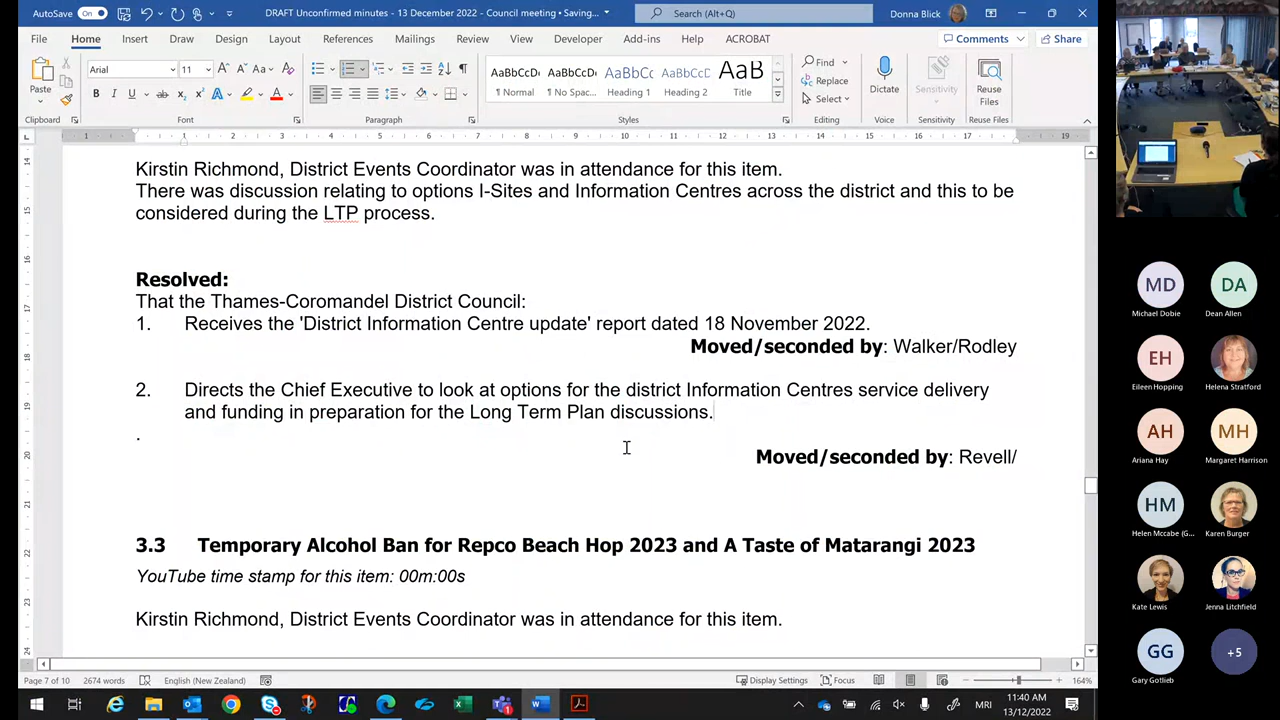 AutoSave On DRAFT Unconfirmed minutes - 13 December 2022 - Council meeting • Saving... Search (Alt+Q) Donna Blick
File Home Insert Draw Design Layout References Mailings Review View Developer Add-ins Help ACROBAT Comments Share
Arial 11
Paste
AaBbCcDc AaBbCcDc AaBbCcD AaBbCcD AaB
¶ Normal ¶ No Spac... Heading 1 Heading 2 Title
Find
Replace
Select
Dictate Sensitivity Reuse Files
Clipboard Font Paragraph Styles Editing Voice Sensitivity Reuse Files
Kirstin Richmond, District Events Coordinator was in attendance for this item.
There was discussion relating to options I-Sites and Information Centres across the district and this to be
considered during the LTP process.
Resolved:
That the Thames-Coromandel District Council:
1. Receives the 'District Information Centre update' report dated 18 November 2022.
Moved/seconded by: Walker/Rodley
2. Directs the Chief Executive to look at options for the district Information Centres service delivery
and funding in preparation for the Long Term Plan discussions.
.
Moved/seconded by: Revell/
3.3 Temporary Alcohol Ban for Repco Beach Hop 2023 and A Taste of Matarangi 2023
YouTube time stamp for this item: 00m:00s
Kirstin Richmond, District Events Coordinator was in attendance for this item.
Page 7 of 10 2674 words English (New Zealand) Display Settings Focus 164%
MRI 11:40 AM
13/12/2022
MD DA
Michael Dobie Dean Allen
EH
Eileen Hopping Helena Stratford
AH MH
Ariana Hay Margaret Harrison
HM
Helen Mccabe (G... Karen Burger
Kate Lewis Jenna Litchfield
GG +5
Gary Gotlieb